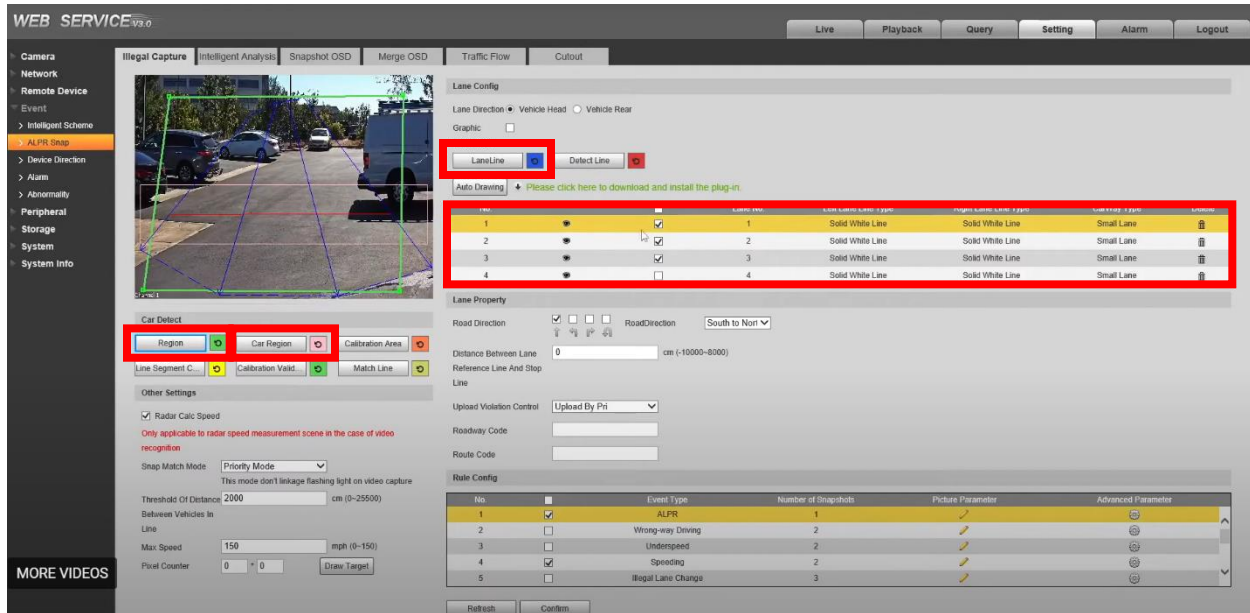 WEB SERVICE V3.0
Live Playback Query Setting Alarm Logout
Camera
Network
Remote Device
Event
> Intelligent Scheme
> ALPR Snap
> Device Direction
> Alarm
> Abnormality
Peripheral
Storage
System
System Info
Illegal Capture Intelligent Analysis Snapshot OSD Merge OSD Traffic Flow Cutout
Lane Config
Lane Direction Vehicle Head Vehicle Rear
Graphic
LaneLine Detect Line
Auto Drawing Please click here to download and install the plug-in.
No. Lane No. Left Lane Line Type Right Lane Line Type CarWay Type Delete
1 1 Solid White Line Solid White Line Small Lane
2 2 Solid White Line Solid White Line Small Lane
3 3 Solid White Line Solid White Line Small Lane
4 4 Solid White Line Solid White Line Small Lane
Lane Property
Road Direction RoadDirection South to Nort
Distance Between Lane 0 cm (-10000~8000)
Reference Line And Stop
Line
Upload Violation Control Upload By Pri
Roadway Code
Route Code
Car Detect
Region Car Region Calibration Area
Line Segment C... Calibration Valid... Match Line
Other Settings
Radar Calc Speed
Only applicable to radar speed measurement scene in the case of video
recognition
Snap Match Mode Priority Mode
This mode don't linkage flashing light on video capture
Threshold Of Distance 2000 cm (0~25500)
Between Vehicles In
Line
Max Speed 150 mph (0~150)
Pixel Counter 0 * 0 Draw Target
Rule Config
No. Event Type Number of Snapshots Picture Parameter Advanced Parameter
1 ALPR 1
2 Wrong-way Driving 2
3 Underspeed 2
4 Speeding 2
5 Illegal Lane Change 3
Refresh Confirm
MORE VIDEOS